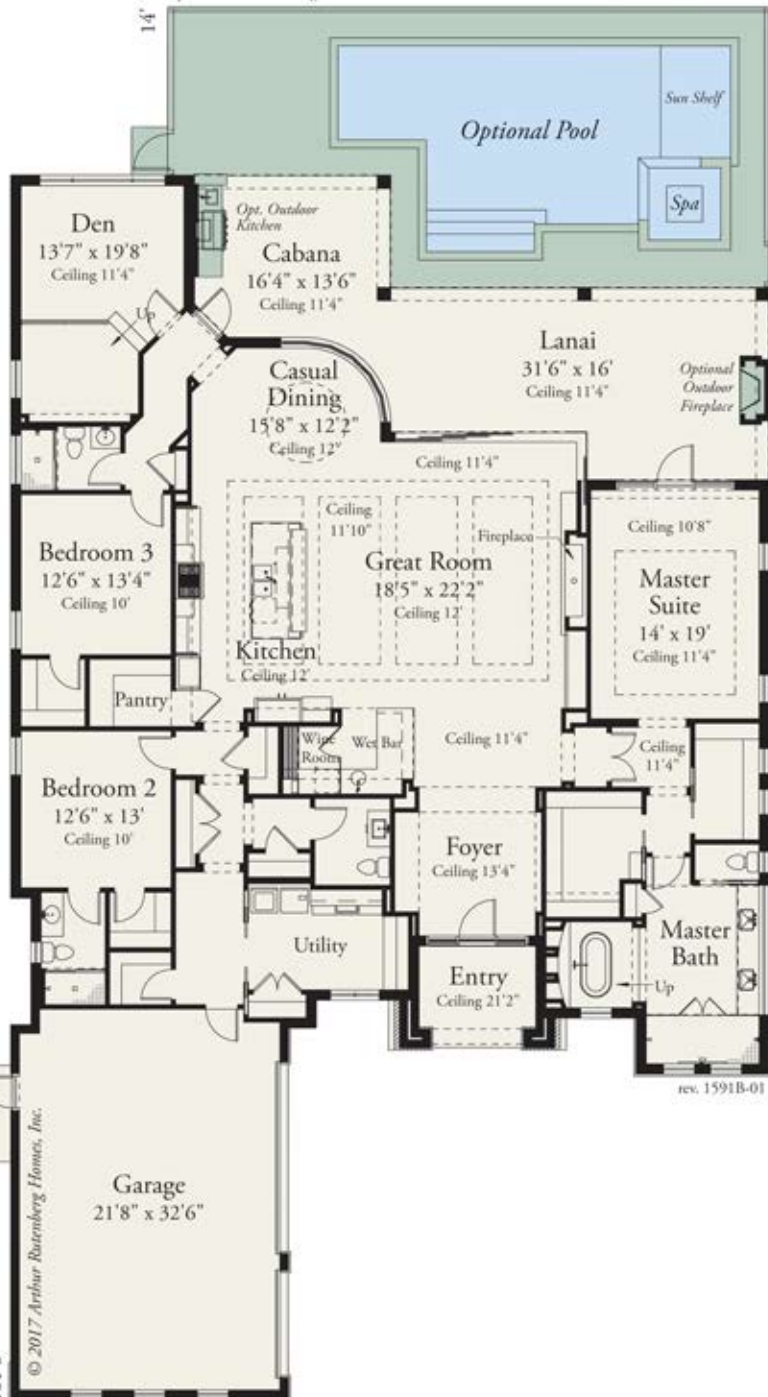 14'
Optional Pool
Sun Shelf
Spa
Den
13'7" x 19'8"
Ceiling 11'4"
Up
Opt. Outdoor
Kitchen
Cabana
16'4" x 13'6"
Ceiling 11'4"
Lanai
31'6" x 16'
Ceiling 11'4"
Optional
Outdoor
Fireplace
Casual
Dining
15'8" x 12'2"
Ceiling 12'
Ceiling 11'4"
Ceiling
11'10"
Fireplace
Great Room
18'5" x 22'2"
Ceiling 12'
Bedroom 3
12'6" x 13'4"
Ceiling 10'
Ceiling 10'8"
Master
Suite
14' x 19'
Ceiling 11'4"
Kitchen
Ceiling 12'
Pantry
Wine
Room
Wet Bar
Ceiling 11'4"
Ceiling
11'4"
Bedroom 2
12'6" x 13'
Ceiling 10'
Foyer
Ceiling 13'4"
Utility
Entry
Ceiling 21'2"
Master
Bath
Up
rev. 1591B-01
Garage
21'8" x 32'6"
© 2017 Arthur Rutenberg Homes, Inc.